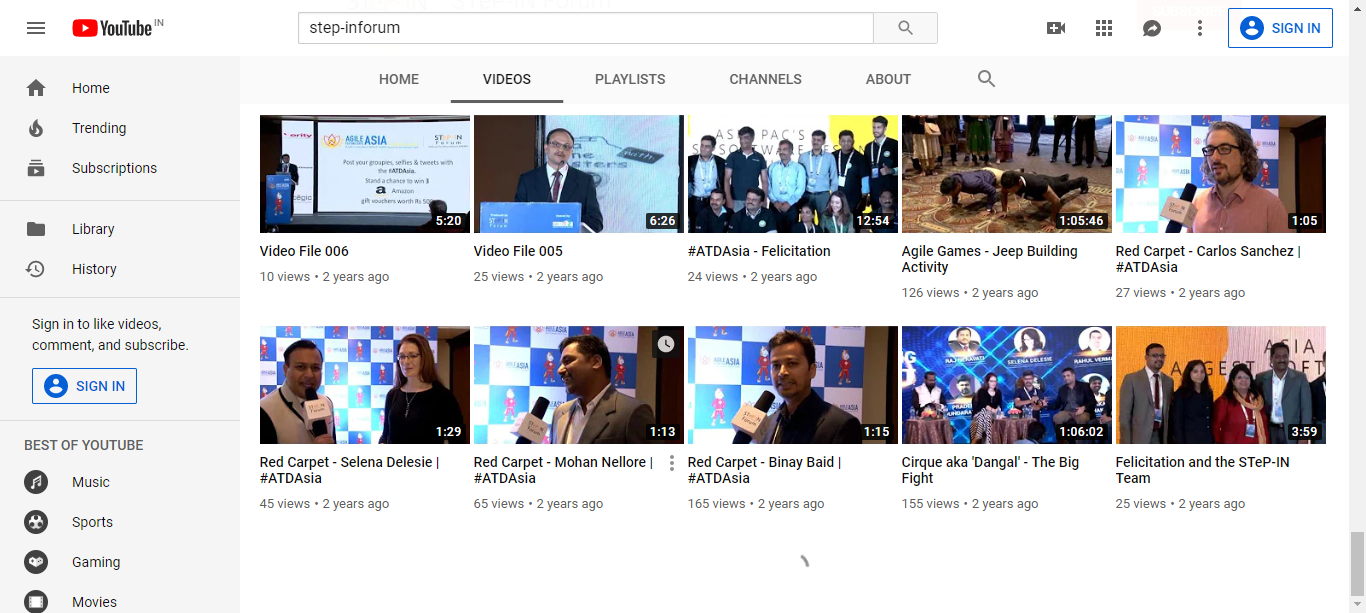 YouTube IN
step-inforum
SIGN IN
HOME
VIDEOS
PLAYLISTS
CHANNELS
ABOUT
Home
Trending
Subscriptions
Library
History
Sign in to like videos,
comment, and subscribe.
SIGN IN
BEST OF YOUTUBE
Music
Sports
Gaming
Movies
AGILE ASIA
STeP-IN
Forum
Post your groupies, selfies & tweets with
the #ATDAsia.
Stand a chance to win 3
Amazon
gift vouchers worth Rs 500
5:20
Video File 006
10 views • 2 years ago
6:26
Video File 005
25 views • 2 years ago
ASIA PAC'S
12:54
#ATDAsia - Felicitation
24 views • 2 years ago
1:05:46
Agile Games - Jeep Building
Activity
126 views • 2 years ago
1:05
Red Carpet - Carlos Sanchez |
#ATDAsia
27 views • 2 years ago
1:29
Red Carpet - Selena Delesie |
#ATDAsia
45 views • 2 years ago
1:13
Red Carpet - Mohan Nellore |
#ATDAsia
65 views • 2 years ago
1:15
Red Carpet - Binay Baid |
#ATDAsia
165 views • 2 years ago
SELENA DELESIE
RAHUL VERMA
1:06:02
Cirque aka 'Dangal' - The Big
Fight
155 views • 2 years ago
ASIA
3:59
Felicitation and the STeP-IN
Team
25 views • 2 years ago